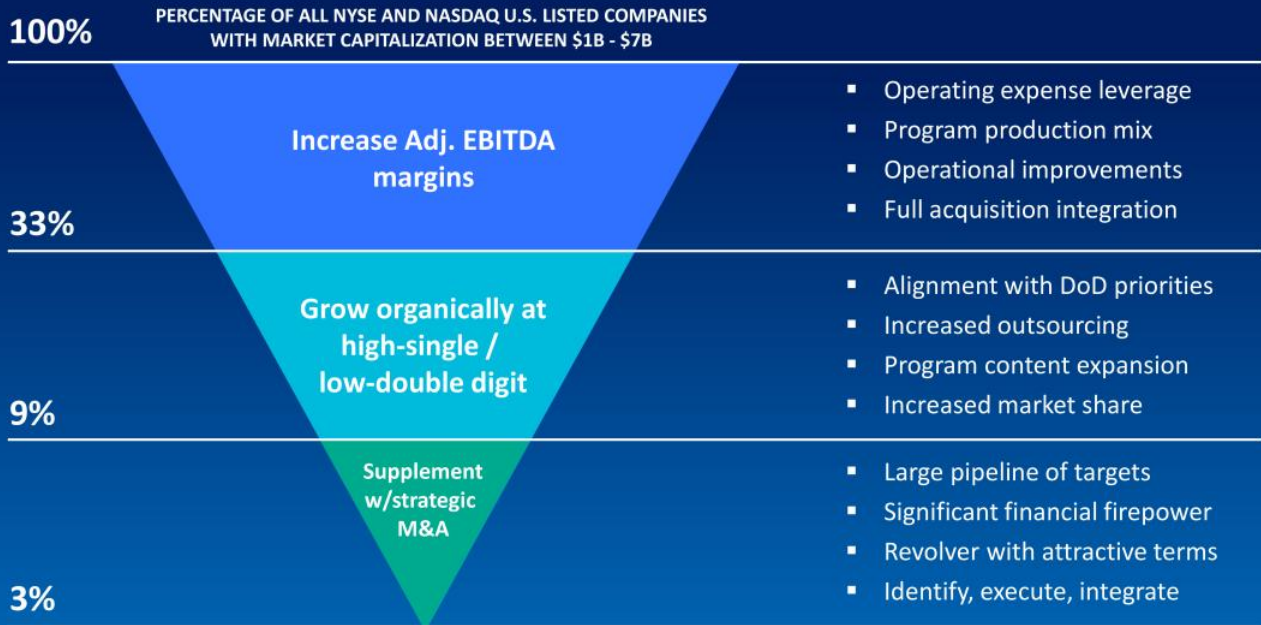 100%
PERCENTAGE OF ALL NYSE AND NASDAQ U.S. LISTED COMPANIES
WITH MARKET CAPITALIZATION BETWEEN $1B - $7B
Increase Adj. EBITDA
margins
▪ Operating expense leverage
▪ Program production mix
▪ Operational improvements
▪ Full acquisition integration
33%
Grow organically at
high-single /
low-double digit
▪ Alignment with DoD priorities
▪ Increased outsourcing
▪ Program content expansion
▪ Increased market share
9%
Supplement
w/strategic
M&A
▪ Large pipeline of targets
▪ Significant financial firepower
▪ Revolver with attractive terms
▪ Identify, execute, integrate
3%